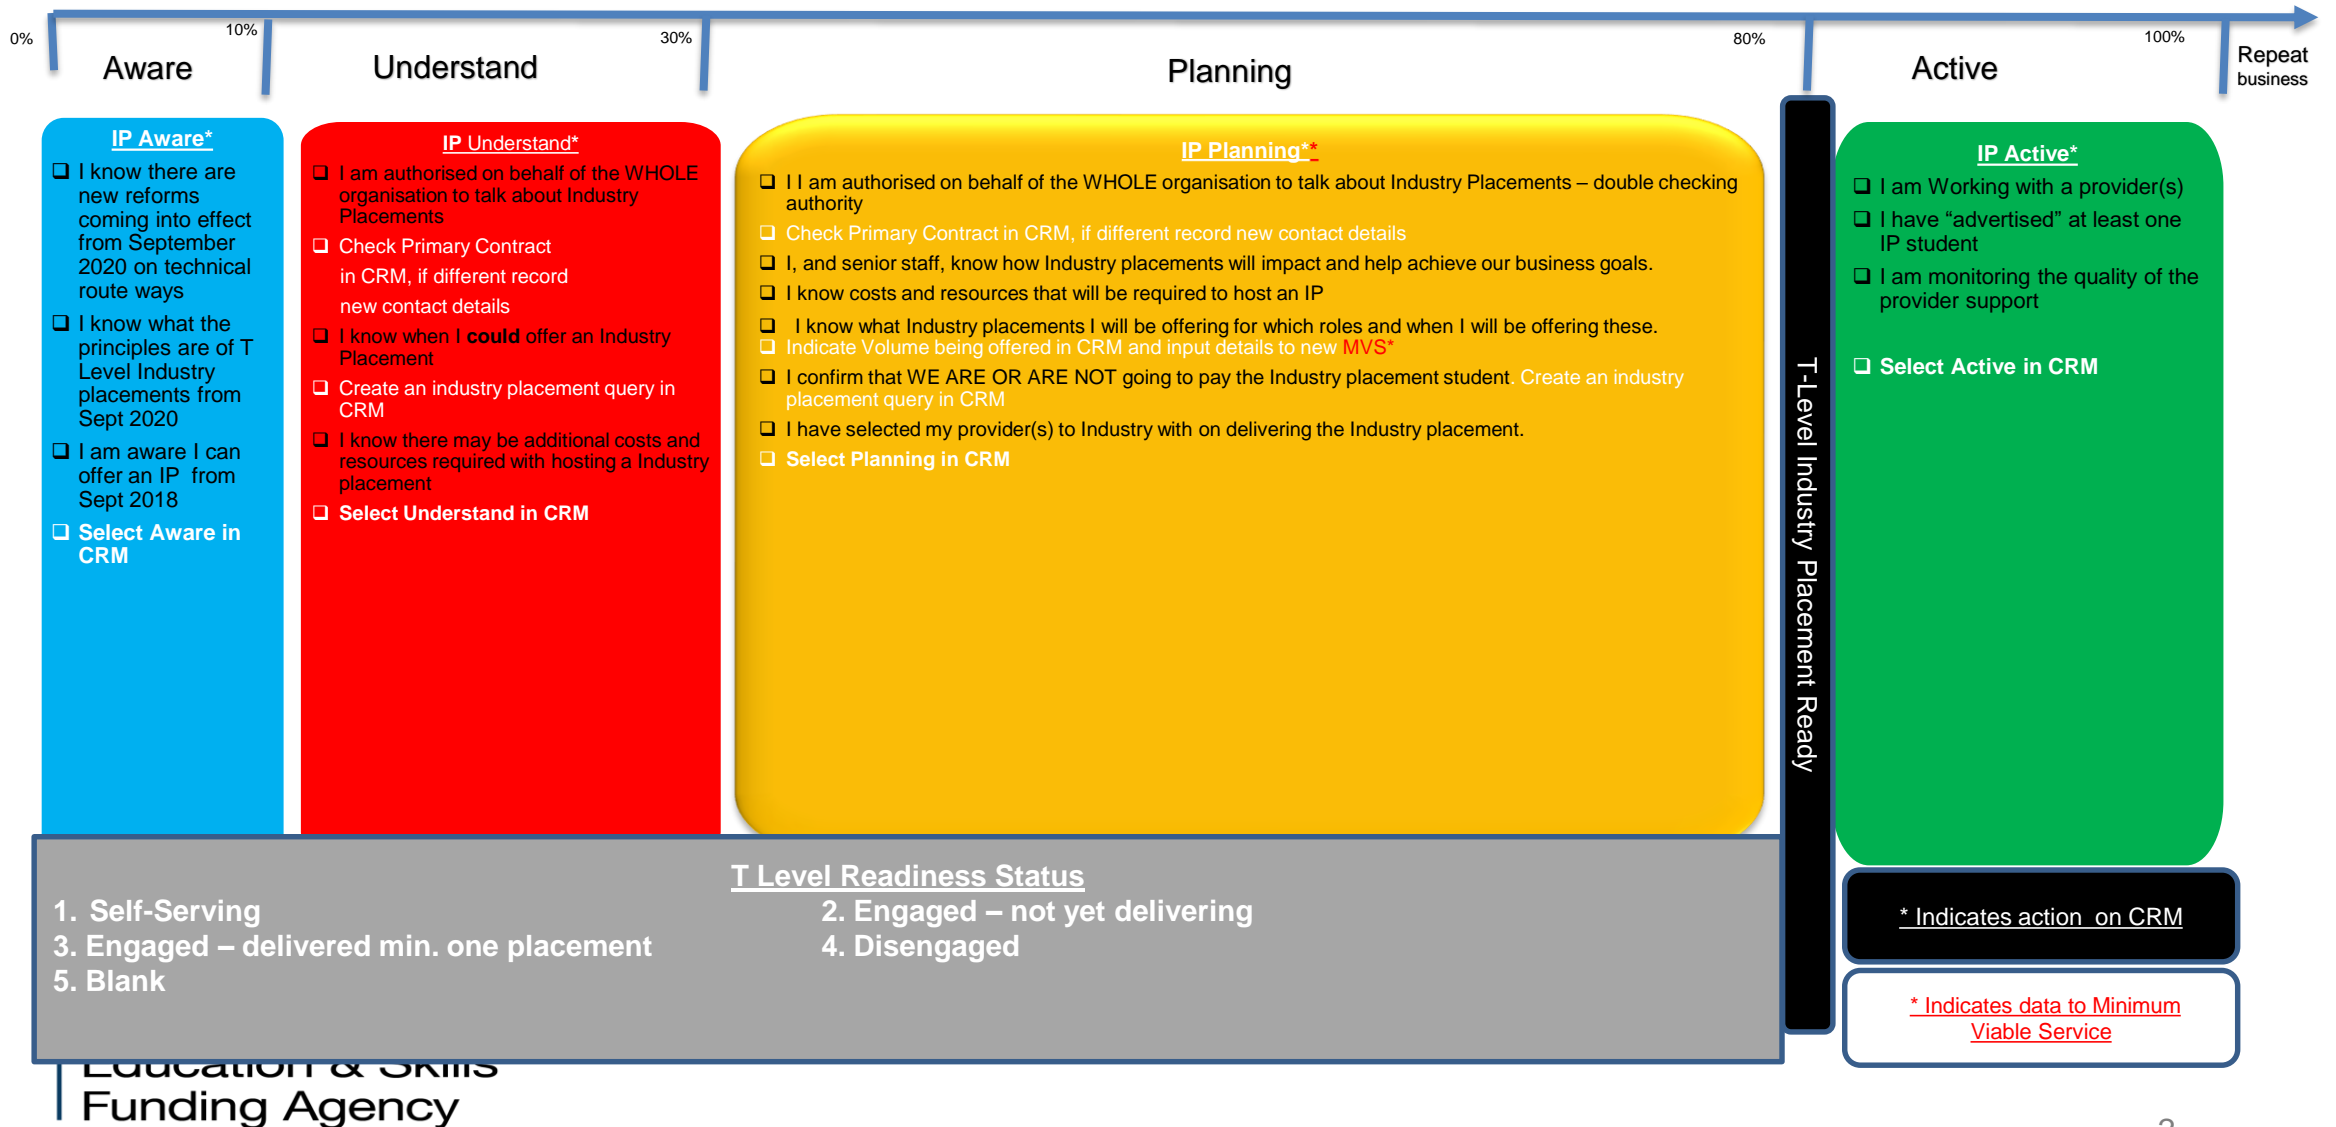 0%
10%
30%
80%
100%
Aware
Understand
Planning
Active
Repeat
business
IP Aware*
I know there are
new reforms
coming into effect
from September
2020 on technical
route ways
I know what the
principles are of T
Level Industry
placements from
Sept 2020
I am aware I can
offer an IP from
Sept 2018
Select Aware in
CRM
IP Understand*
I am authorised on behalf of the WHOLE
organisation to talk about Industry
Placements
Check Primary Contract
in CRM, if different record
new contact details
I know when I could offer an Industry
Placement
Create an industry placement query in
CRM
I know there may be additional costs and
resources required with hosting a Industry
placement
Select Understand in CRM
IP Planning**
I I am authorised on behalf of the WHOLE organisation to talk about Industry Placements – double checking
authority
Check Primary Contract in CRM, if different record new contact details
I, and senior staff, know how Industry placements will impact and help achieve our business goals.
I know costs and resources that will be required to host an IP
I know what Industry placements I will be offering for which roles and when I will be offering these.
Indicate Volume being offered in CRM and input details to new MVS*
I confirm that WE ARE OR ARE NOT going to pay the Industry placement student. Create an industry
placement query in CRM
I have selected my provider(s) to Industry with on delivering the Industry placement.
Select Planning in CRM
T-Level Industry Placement Ready
IP Active*
I am Working with a provider(s)
I have “advertised” at least one
IP student
I am monitoring the quality of the
provider support
Select Active in CRM
T Level Readiness Status
1. Self-Serving
2. Engaged – not yet delivering
3. Engaged – delivered min. one placement
4. Disengaged
5. Blank
* Indicates action on CRM
* Indicates data to Minimum
Viable Service
Education & Skills
Funding Agency